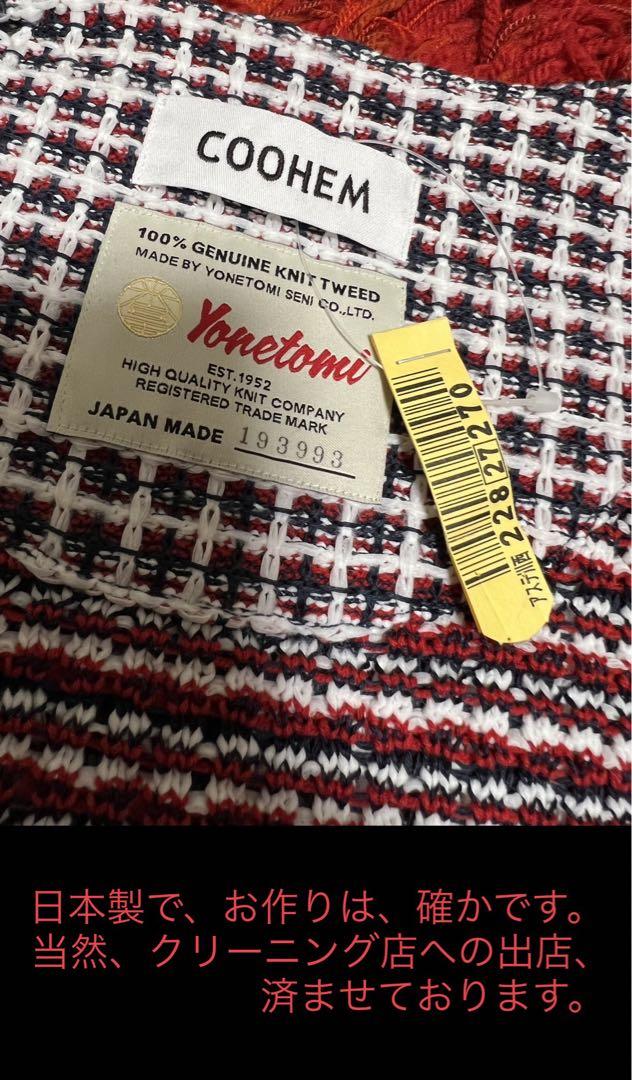 COOHEM
100% GENUINE KNIT TWEED
MADE BY YONETOMI SENI CO.,LTD.
Yonetomi
EST.1952
HIGH QUALITY KNIT COMPANY
REGISTERED TRADE MARK
JAPAN MADE 193993
228 27270
日本製で、お作りは、確かです。
当然、クリーニング店への出店、
済ませております。